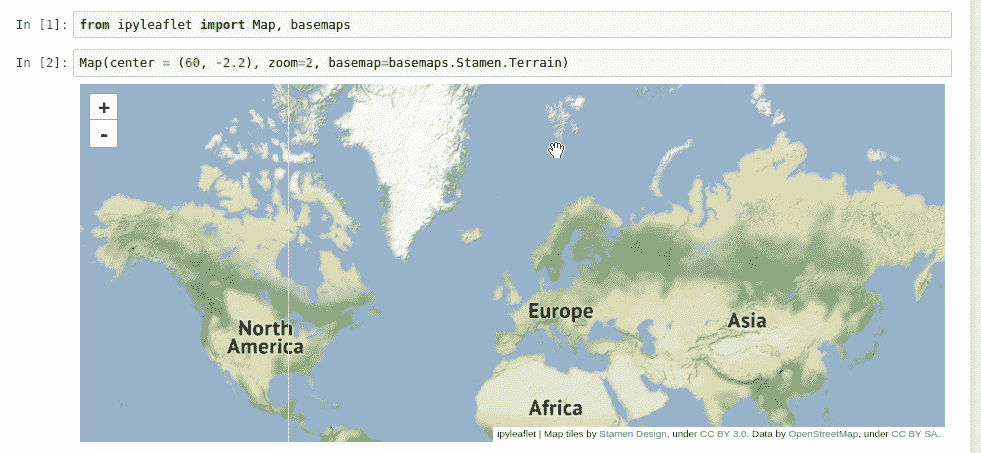 In [1]: from ipyleaflet import Map, basemaps
In [2]: Map(center = (60, -2.2), zoom=2, basemap=basemaps.Stamen.Terrain)
+
-
Europe
Asia
North
America
Africa
ipyleaflet | Map tiles by Stamen Design, under CC BY 3.0. Data by OpenStreetMap, under CC BY SA.